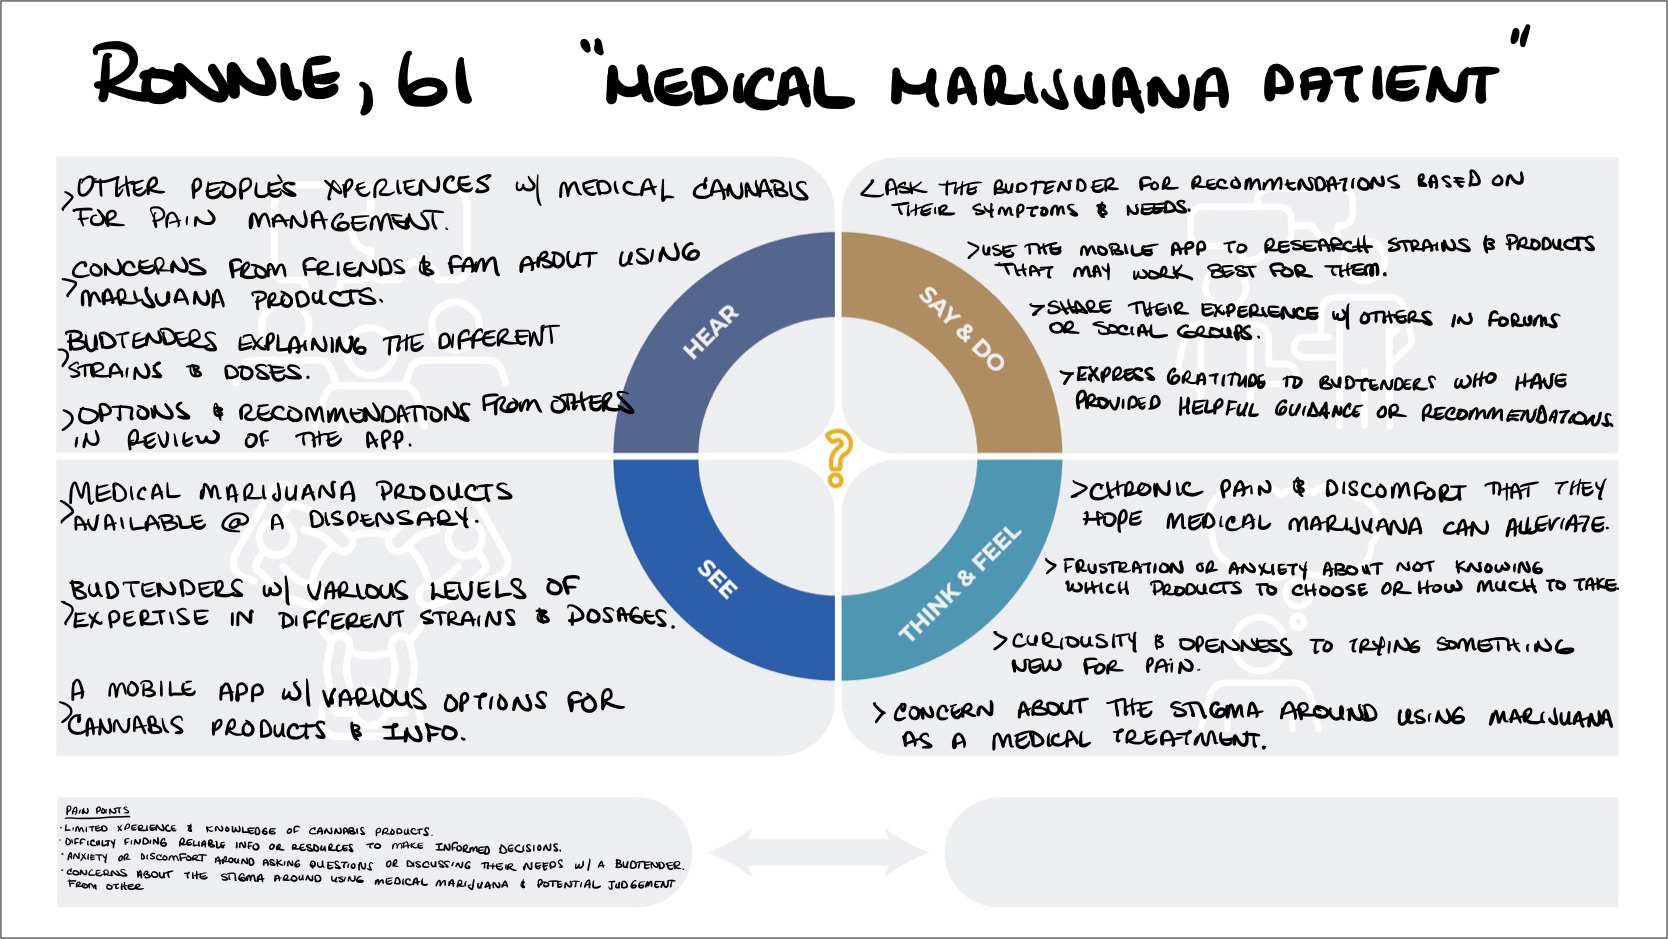 RONNIE, 61 "MEDICAL MARIJUANA PATIENT"
> OTHER PEOPLE'S XPERIENCES W/ MEDICAL CANNABIS
FOR PAIN MANAGEMENT.
> CONCERNS FROM FRIENDS & FAM ABOUT USING
MARIJUANA PRODUCTS.
> BUDTENDERS EXPLAINING THE DIFFERENT
STRAINS & DOSES.
> OPTIONS & RECOMMENDATIONS FROM OTHERS
IN REVIEW OF THE APP.
HEAR
< ASK THE BUDTENDER FOR RECOMMENDATIONS BASED ON
THEIR SYMPTOMS & NEEDS.
> USE THE MOBILE APP TO RESEARCH STRAINS & PRODUCTS
THAT MAY WORK BEST FOR THEM.
> SHARE THEIR EXPERIENCE W/ OTHERS IN FORUMS
OR SOCIAL GROUPS.
> EXPRESS GRATITUDE TO BUDTENDERS WHO HAVE
PROVIDED HELPFUL GUIDANCE OR RECOMMENDATIONS.
SAY & DO
?
> MEDICAL MARIJUANA PRODUCTS
AVAILABLE @ A DISPENSARY.
> BUDTENDERS W/ VARIOUS LEVELS OF
EXPERTISE IN DIFFERENT STRAINS & DOSAGES.
> A MOBILE APP W/ VARIOUS OPTIONS FOR
CANNABIS PRODUCTS & INFO.
SEE
> CHRONIC PAIN & DISCOMFORT THAT THEY
HOPE MEDICAL MARIJUANA CAN ALLEVIATE.
> FRUSTRATION OR ANXIETY ABOUT NOT KNOWING
WHICH PRODUCTS TO CHOOSE OR HOW MUCH TO TAKE.
> CURIOUSITY & OPENNESS TO TRYING SOMETHING
NEW FOR PAIN.
> CONCERN ABOUT THE STIGMA AROUND USING MARIJUANA
AS A MEDICAL TREATMENT.
THINK & FEEL
PAIN POINTS
· LIMITED XPERIENCE & KNOWLEDGE OF CANNABIS PRODUCTS.
· DIFFICULTY FINDING RELIABLE INFO OR RESOURCES TO MAKE INFORMED DECISIONS.
· ANXIETY OR DISCOMFORT AROUND ASKING QUESTIONS OR DISCUSSING THEIR NEEDS W/ A BUDTENDER.
· CONCERNS ABOUT THE STIGMA AROUND USING MEDICAL MARIJUANA & POTENTIAL JUDGEMENT
FROM OTHER